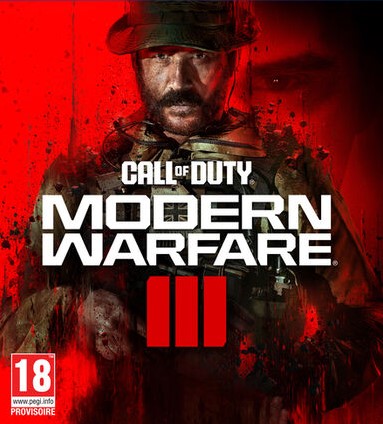 CALL OF DUTY®
MODERN
WARFARE®
III
18
www.pegi.info
PROVISOIRE